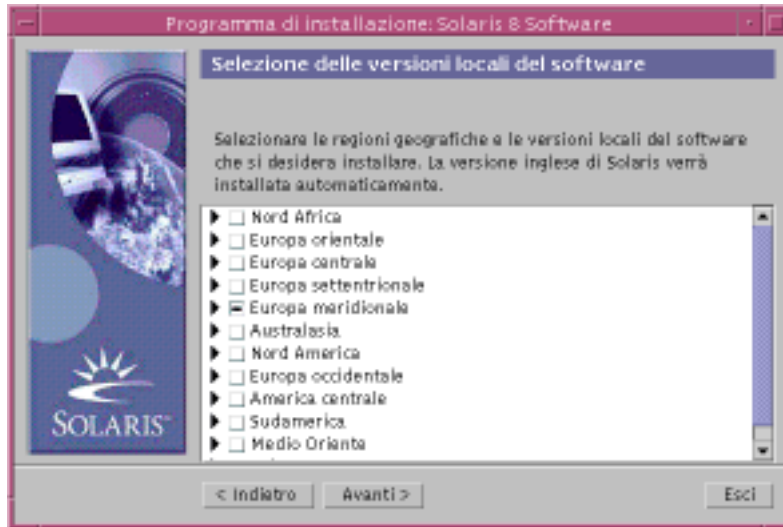 Programma di installazione: Solaris 8 Software
Selezione delle versioni locali del software
Selezionare le regioni geografiche e le versioni locali del software
che si desidera installare. La versione inglese di Solaris verrà
installata automaticamente.
Nord Africa
Europa orientale
Europa centrale
Europa settentrionale
Europa meridionale
Australasia
Nord America
Europa occidentale
America centrale
Sudamerica
Medio Oriente
SOLARIS™
< Indietro
Avanti >
Esci